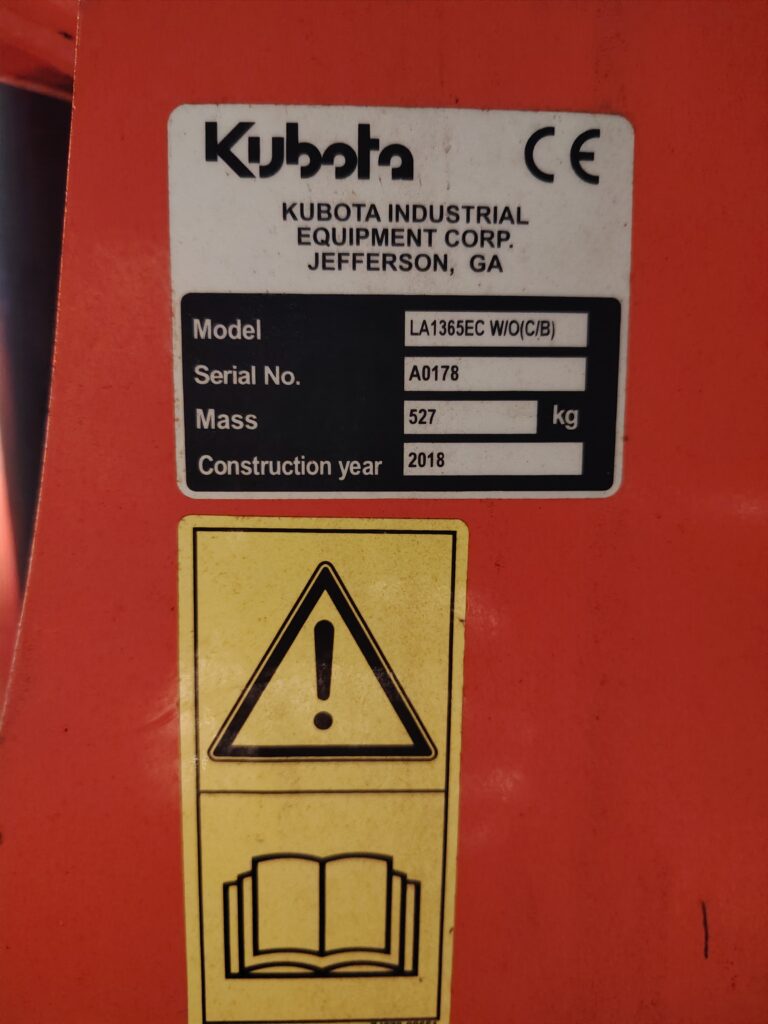 Kubota CE
KUBOTA INDUSTRIAL
EQUIPMENT CORP.
JEFFERSON, GA
Model LA1365EC W/O(C/B)
Serial No. A0178
Mass 527 kg
Construction year 2018